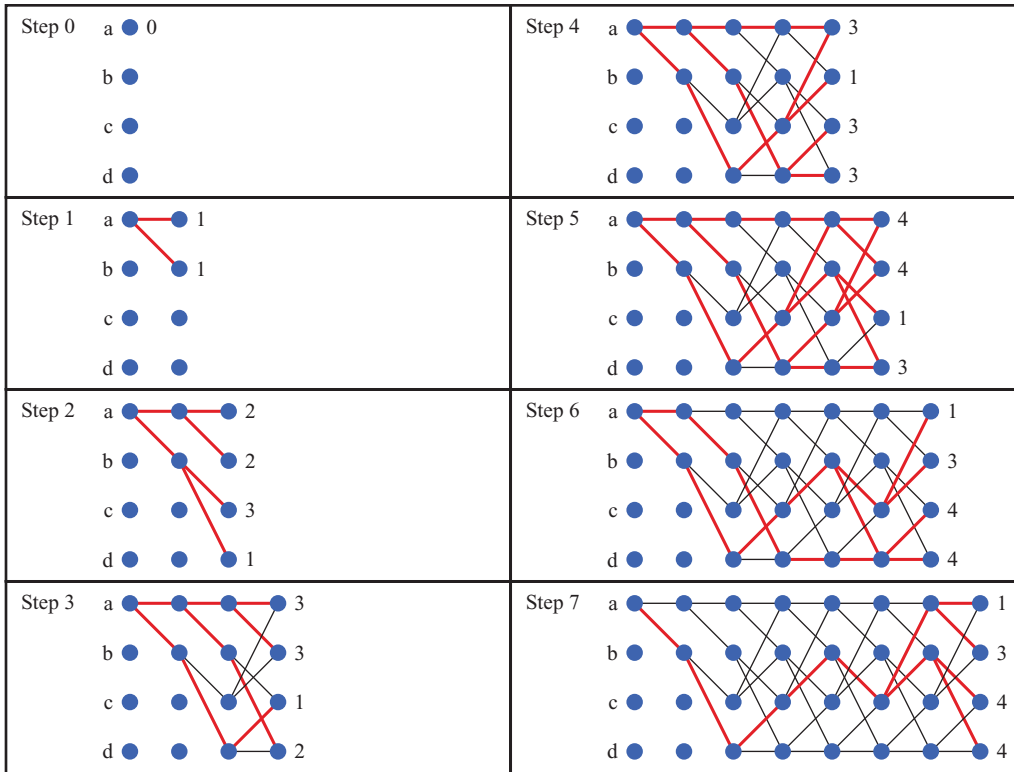 Step 0 a 0
b
c
d
Step 1 a 1
b 1
c
d
Step 2 a 2
b 2
c 3
d 1
Step 3 a 3
b 3
c 1
d 2
Step 4 a 3
b 1
c 3
d 3
Step 5 a 4
b 4
c 1
d 3
Step 6 a 1
b 3
c 4
d 4
Step 7 a 1
b 3
c 4
d 4